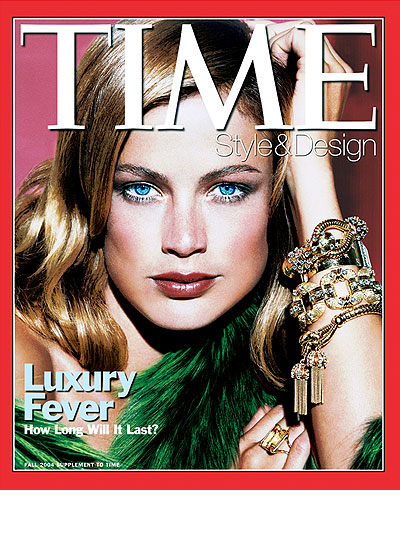 TIME
Style&Design
Luxury
Fever
How Long Will It Last?
FALL 2004 SUPPLEMENT TO TIME